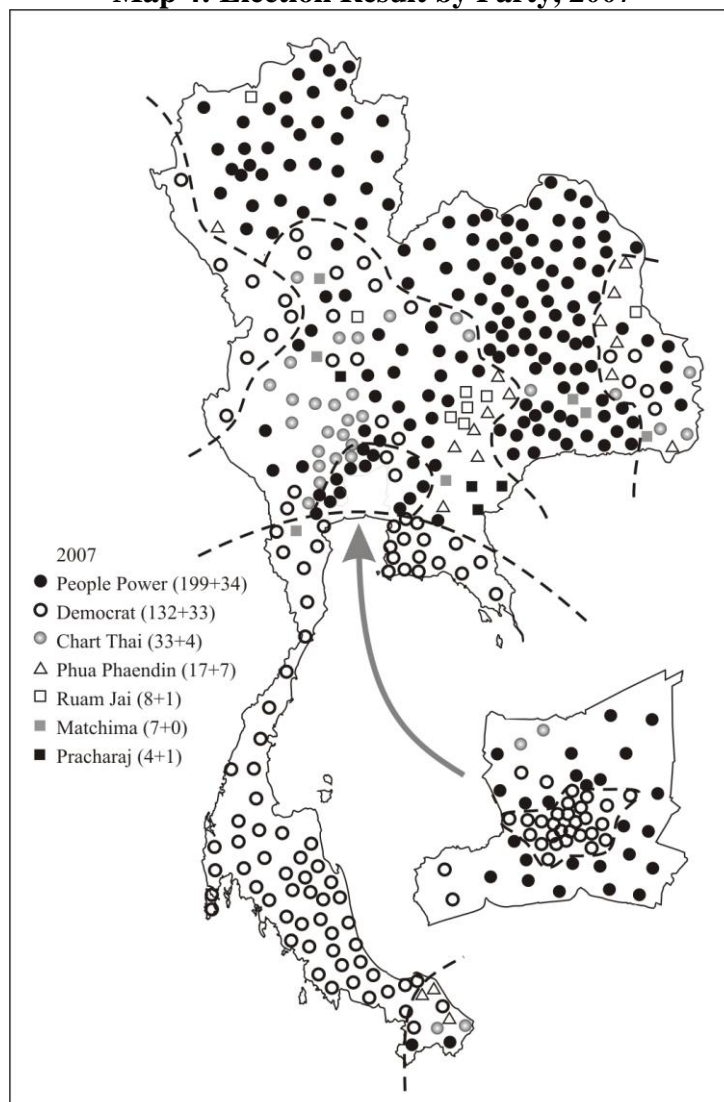 Map 4: Election Result by Party, 2007
2007
People Power (199+34)
Democrat (132+33)
Chart Thai (33+4)
Phua Phaendin (17+7)
Ruam Jai (8+1)
Matchima (7+0)
Pracharaj (4+1)